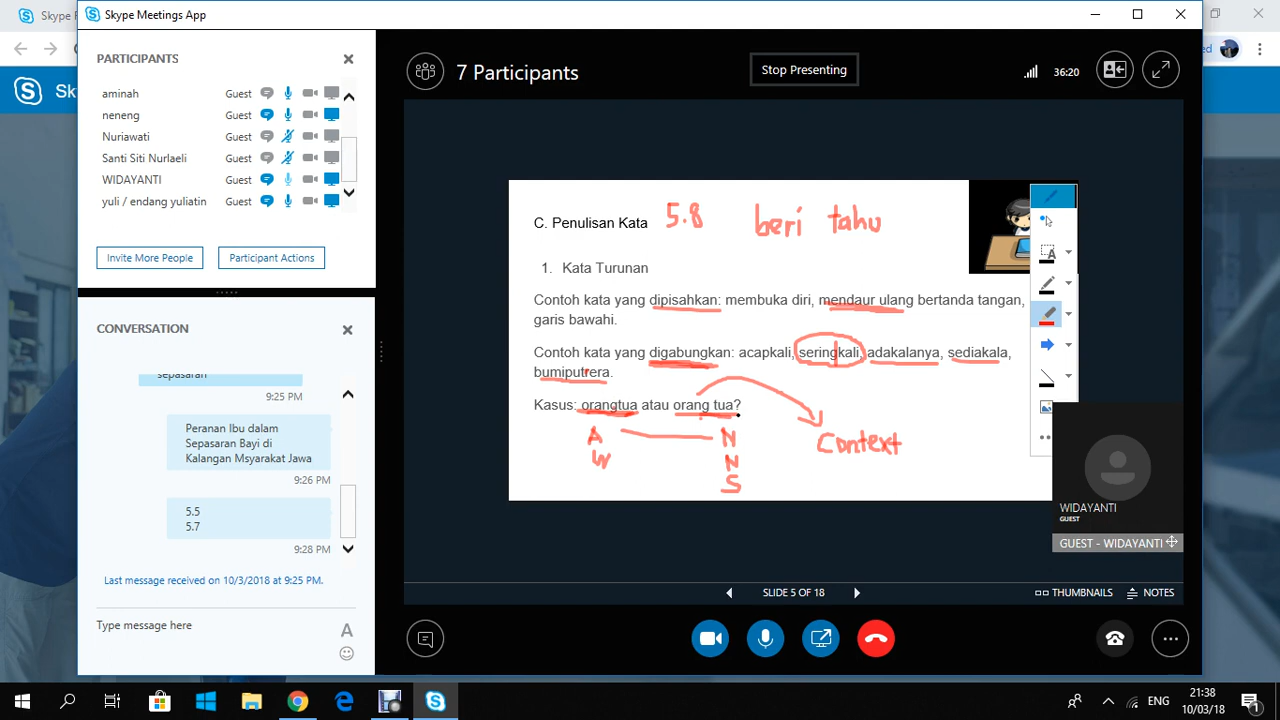 Skype
Skype Meetings App
ed
Sk
PARTICIPANTS
aminah Guest
neneng Guest
Nuriawati Guest
Santi Siti Nurlaeli Guest
WIDAYANTI Guest
yuli / endang yuliatin Guest
Invite More People
Participant Actions
CONVERSATION
sepasaran
9:25 PM
Peranan Ibu dalam
Sepasaran Bayi di
Kalangan Msyarakat Jawa
9:26 PM
5.5
5.7
9:28 PM
Last message received on 10/3/2018 at 9:25 PM.
Type message here
A
7 Participants
Stop Presenting
36:20
C. Penulisan Kata 5.8 beri tahu
1. Kata Turunan
Contoh kata yang dipisahkan: membuka diri, mendaur ulang bertanda tangan,
garis bawahi.
Contoh kata yang digabungkan: acapkali, seringkali, adakalanya, sediakala,
bumiputrera.
Kasus: orangtua atau orang tua?
A N Context
W N
S
A
WIDAYANTI
GUEST
GUEST - WIDAYANTI
SLIDE 5 OF 18
THUMBNAILS
NOTES
ENG
21:38
10/03/18
1